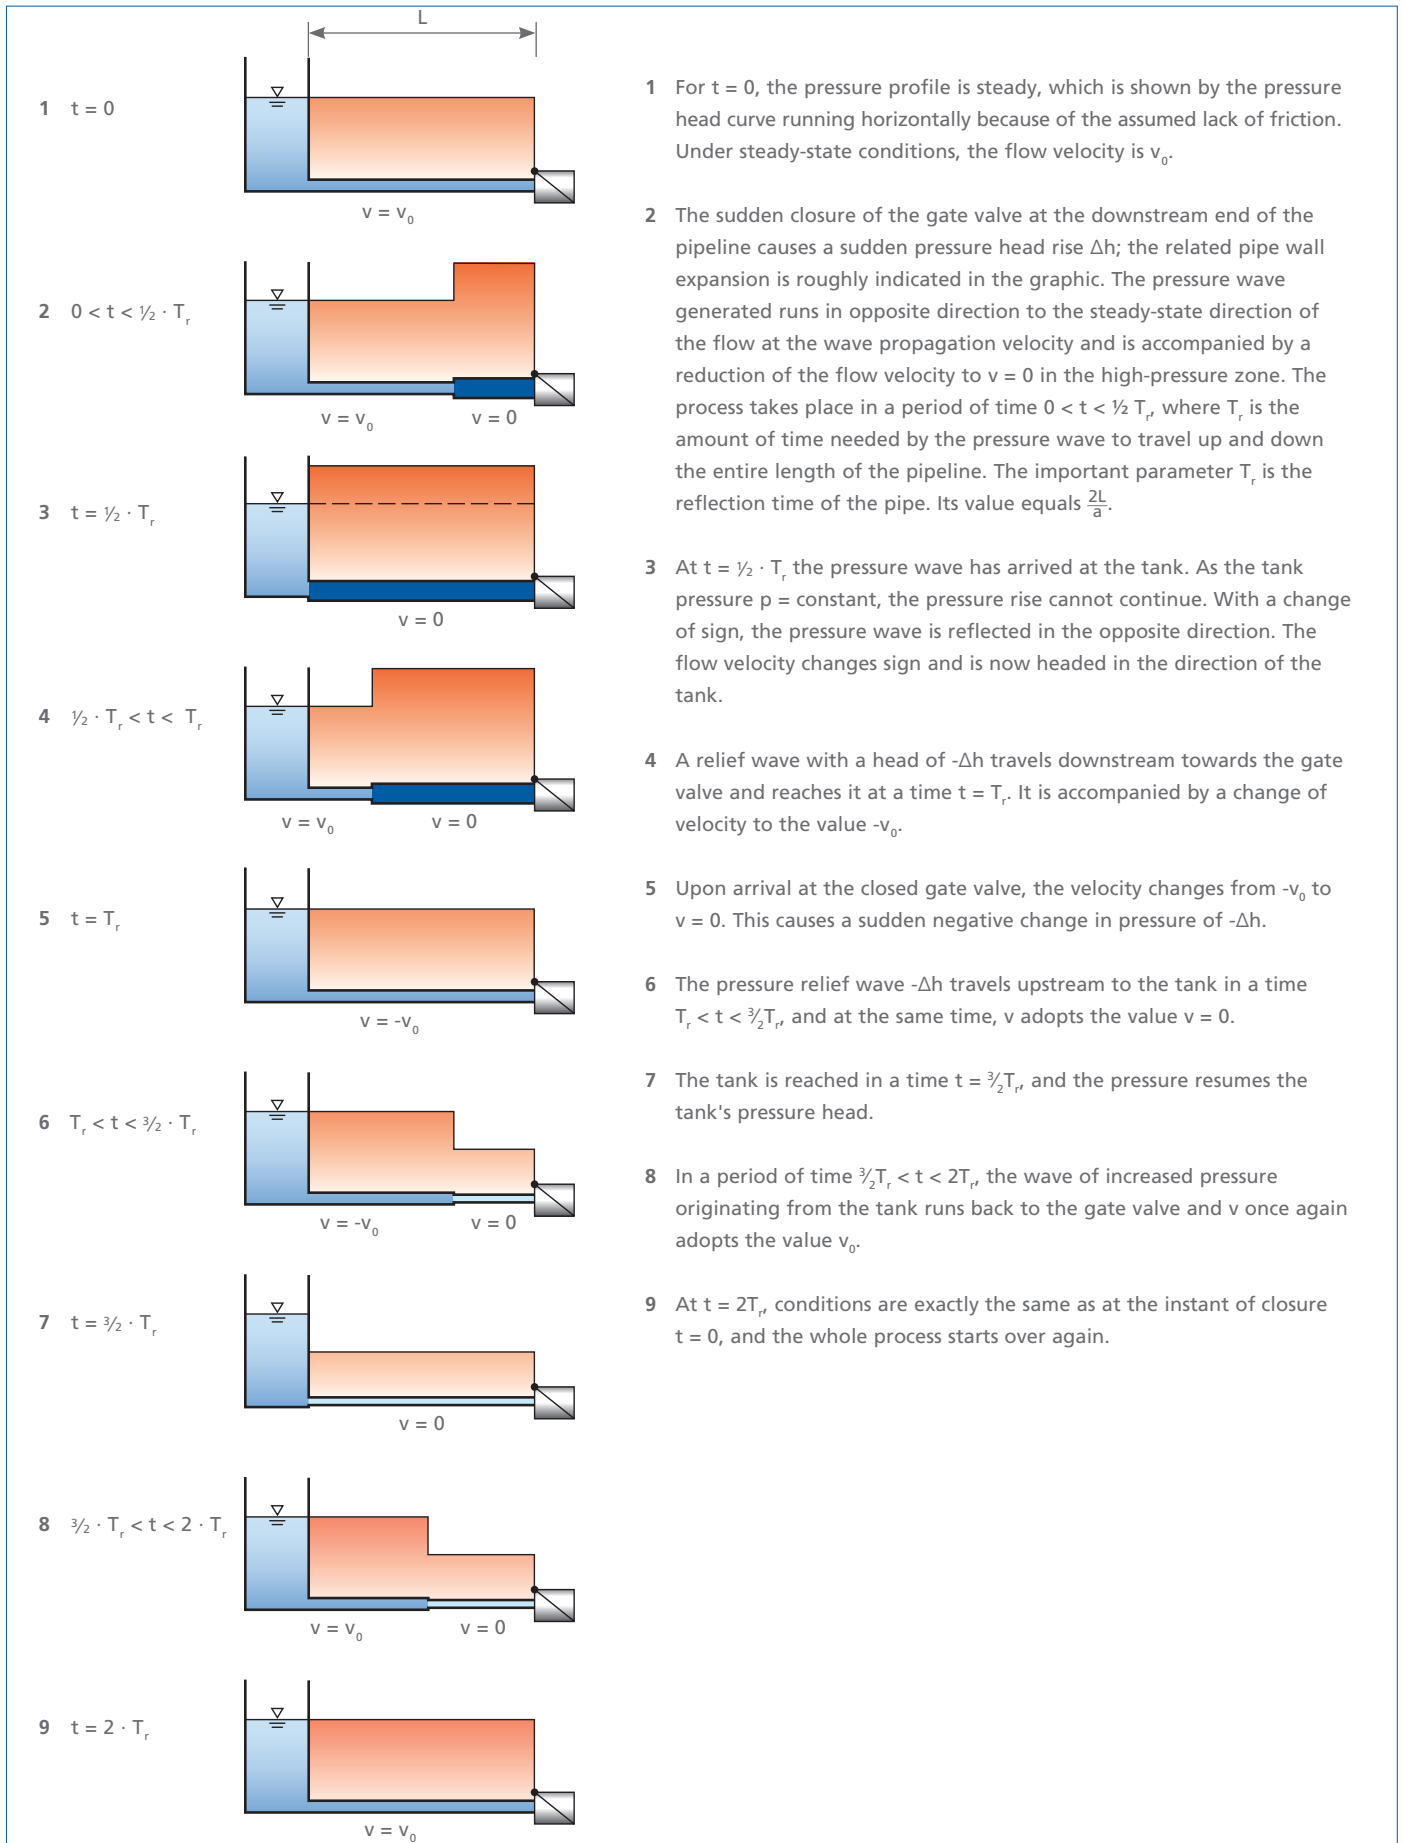 L
1 t = 0
v = v₀
2 0 < t < ½ · Tᵣ
v = v₀ v = 0
3 t = ½ · Tᵣ
v = 0
4 ½ · Tᵣ < t < Tᵣ
v = v₀ v = 0
5 t = Tᵣ
v = -v₀
6 Tᵣ < t < ³⁄₂ · Tᵣ
v = -v₀ v = 0
7 t = ³⁄₂ · Tᵣ
v = 0
8 ³⁄₂ · Tᵣ < t < 2 · Tᵣ
v = v₀ v = 0
9 t = 2 · Tᵣ
v = v₀
1 For t = 0, the pressure profile is steady, which is shown by the pressure
head curve running horizontally because of the assumed lack of friction.
Under steady-state conditions, the flow velocity is v₀.
2 The sudden closure of the gate valve at the downstream end of the
pipeline causes a sudden pressure head rise Δh; the related pipe wall
expansion is roughly indicated in the graphic. The pressure wave
generated runs in opposite direction to the steady-state direction of
the flow at the wave propagation velocity and is accompanied by a
reduction of the flow velocity to v = 0 in the high-pressure zone. The
process takes place in a period of time 0 < t < ½ Tᵣ, where Tᵣ is the
amount of time needed by the pressure wave to travel up and down
the entire length of the pipeline. The important parameter Tᵣ is the
reflection time of the pipe. Its value equals 2L/a.
3 At t = ½ · Tᵣ the pressure wave has arrived at the tank. As the tank
pressure p = constant, the pressure rise cannot continue. With a change
of sign, the pressure wave is reflected in the opposite direction. The
flow velocity changes sign and is now headed in the direction of the
tank.
4 A relief wave with a head of -Δh travels downstream towards the gate
valve and reaches it at a time t = Tᵣ. It is accompanied by a change of
velocity to the value -v₀.
5 Upon arrival at the closed gate valve, the velocity changes from -v₀ to
v = 0. This causes a sudden negative change in pressure of -Δh.
6 The pressure relief wave -Δh travels upstream to the tank in a time
Tᵣ < t < ³⁄₂Tᵣ, and at the same time, v adopts the value v = 0.
7 The tank is reached in a time t = ³⁄₂Tᵣ, and the pressure resumes the
tank's pressure head.
8 In a period of time ³⁄₂Tᵣ < t < 2Tᵣ, the wave of increased pressure
originating from the tank runs back to the gate valve and v once again
adopts the value v₀.
9 At t = 2Tᵣ, conditions are exactly the same as at the instant of closure
t = 0, and the whole process starts over again.